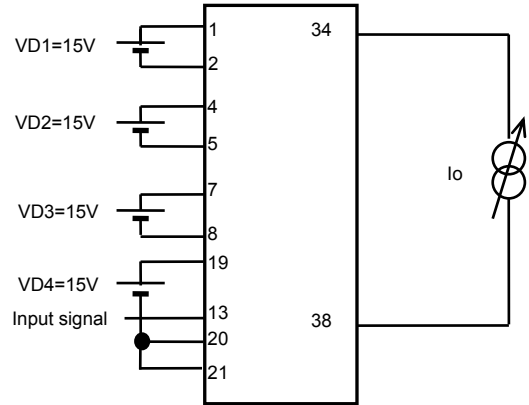 1
34
VD1=15V
2
4
VD2=15V
5
7
Io
VD3=15V
8
19
VD4=15V
Input signal
13
38
20
21